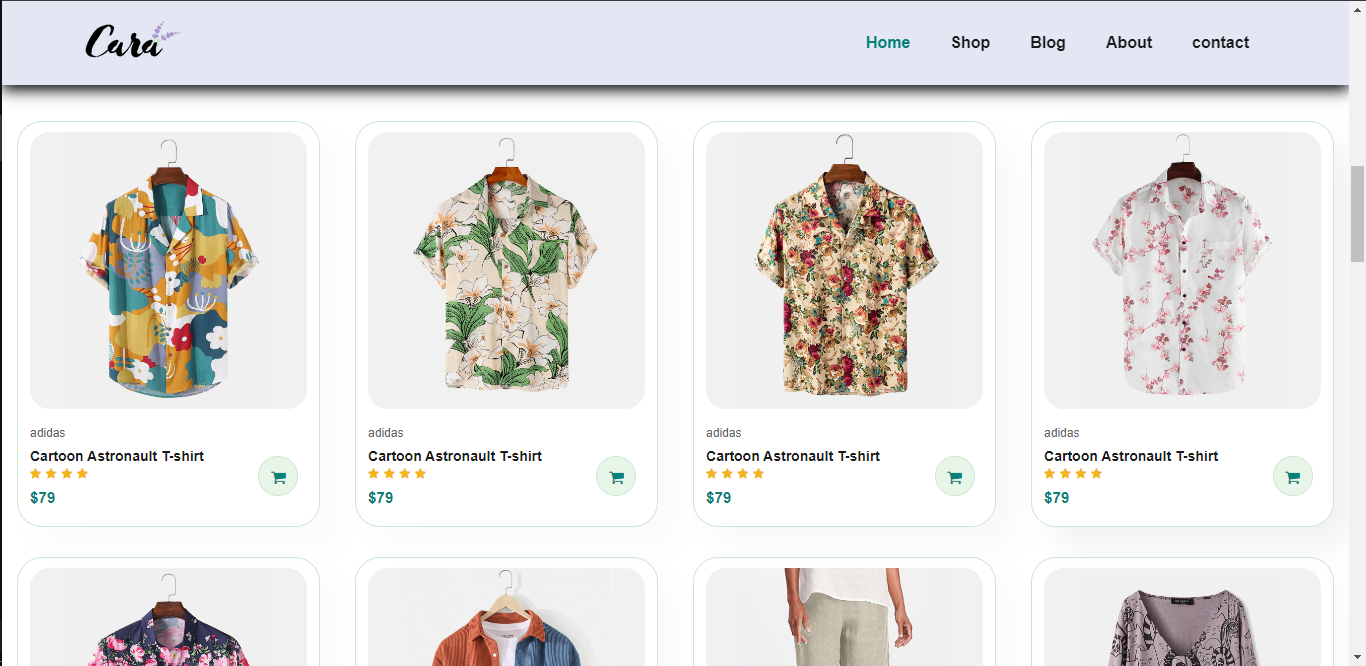 Cara
Home Shop Blog About contact
adidas adidas adidas adidas
Cartoon Astronault T-shirt Cartoon Astronault T-shirt Cartoon Astronault T-shirt Cartoon Astronault T-shirt
$79 $79 $79 $79